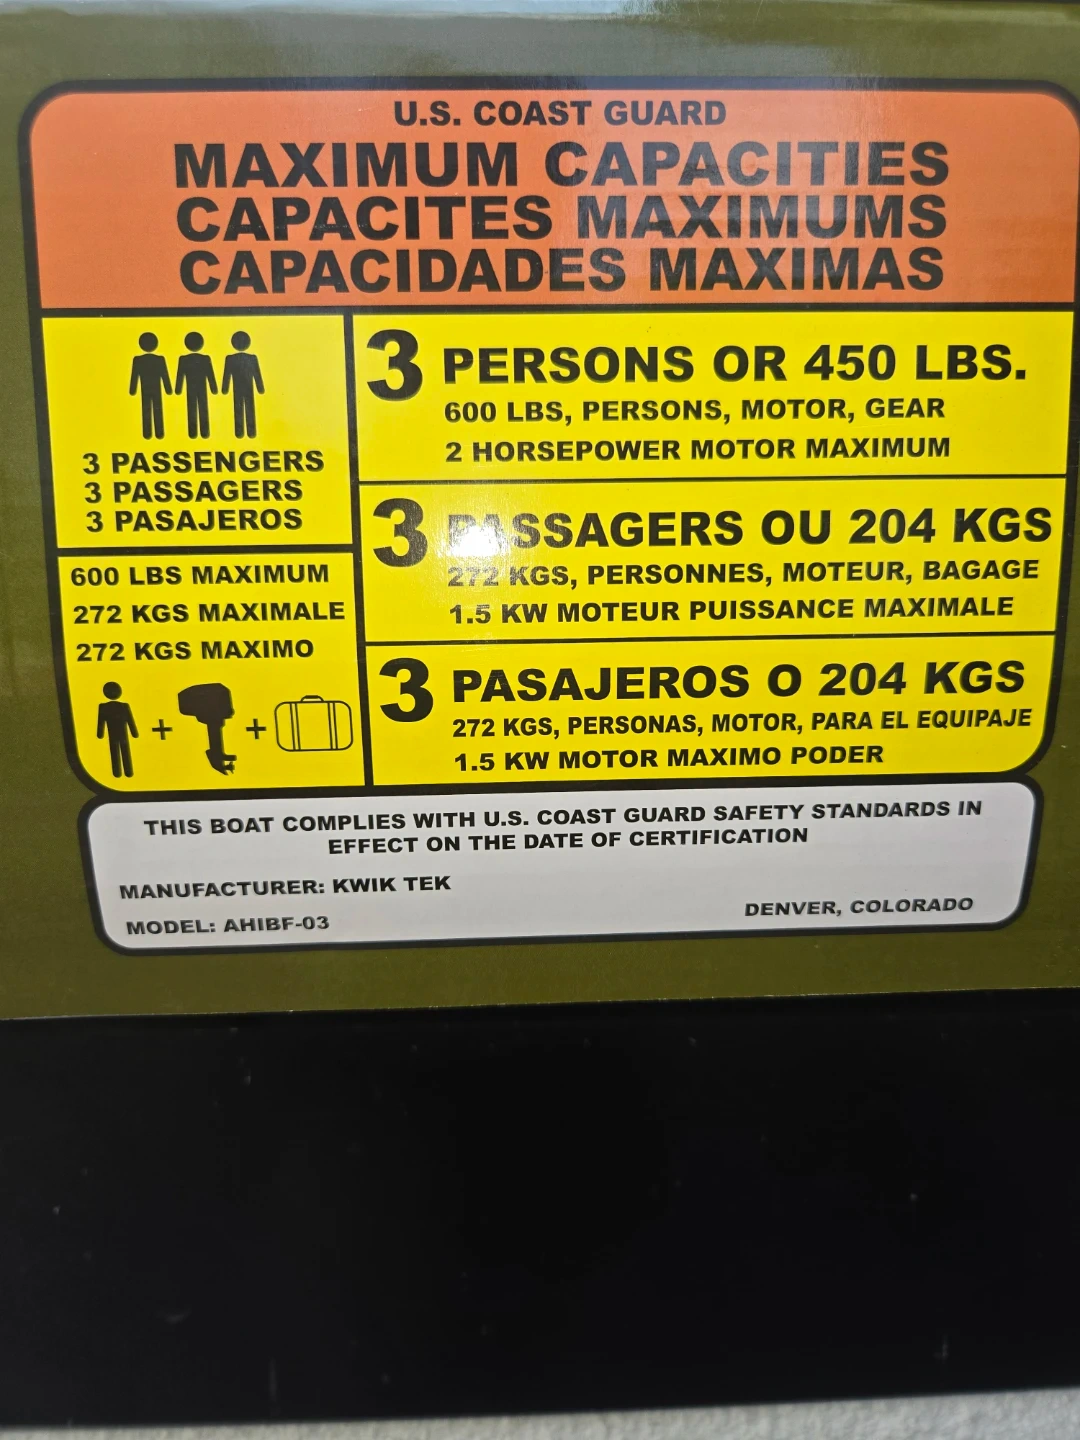 U.S. COAST GUARD
MAXIMUM CAPACITIES
CAPACITES MAXIMUMS
CAPACIDADES MAXIMAS
3 PASSENGERS
3 PASSAGERS
3 PASAJEROS
600 LBS MAXIMUM
272 KGS MAXIMALE
272 KGS MAXIMO
3 PERSONS OR 450 LBS.
600 LBS, PERSONS, MOTOR, GEAR
2 HORSEPOWER MOTOR MAXIMUM
3 PASSAGERS OU 204 KGS
272 KGS, PERSONNES, MOTEUR, BAGAGE
1.5 KW MOTEUR PUISSANCE MAXIMALE
3 PASAJEROS O 204 KGS
272 KGS, PERSONAS, MOTOR, PARA EL EQUIPAJE
1.5 KW MOTOR MAXIMO PODER
THIS BOAT COMPLIES WITH U.S. COAST GUARD SAFETY STANDARDS IN
EFFECT ON THE DATE OF CERTIFICATION
MANUFACTURER: KWIK TEK
MODEL: AHIBF-03
DENVER, COLORADO